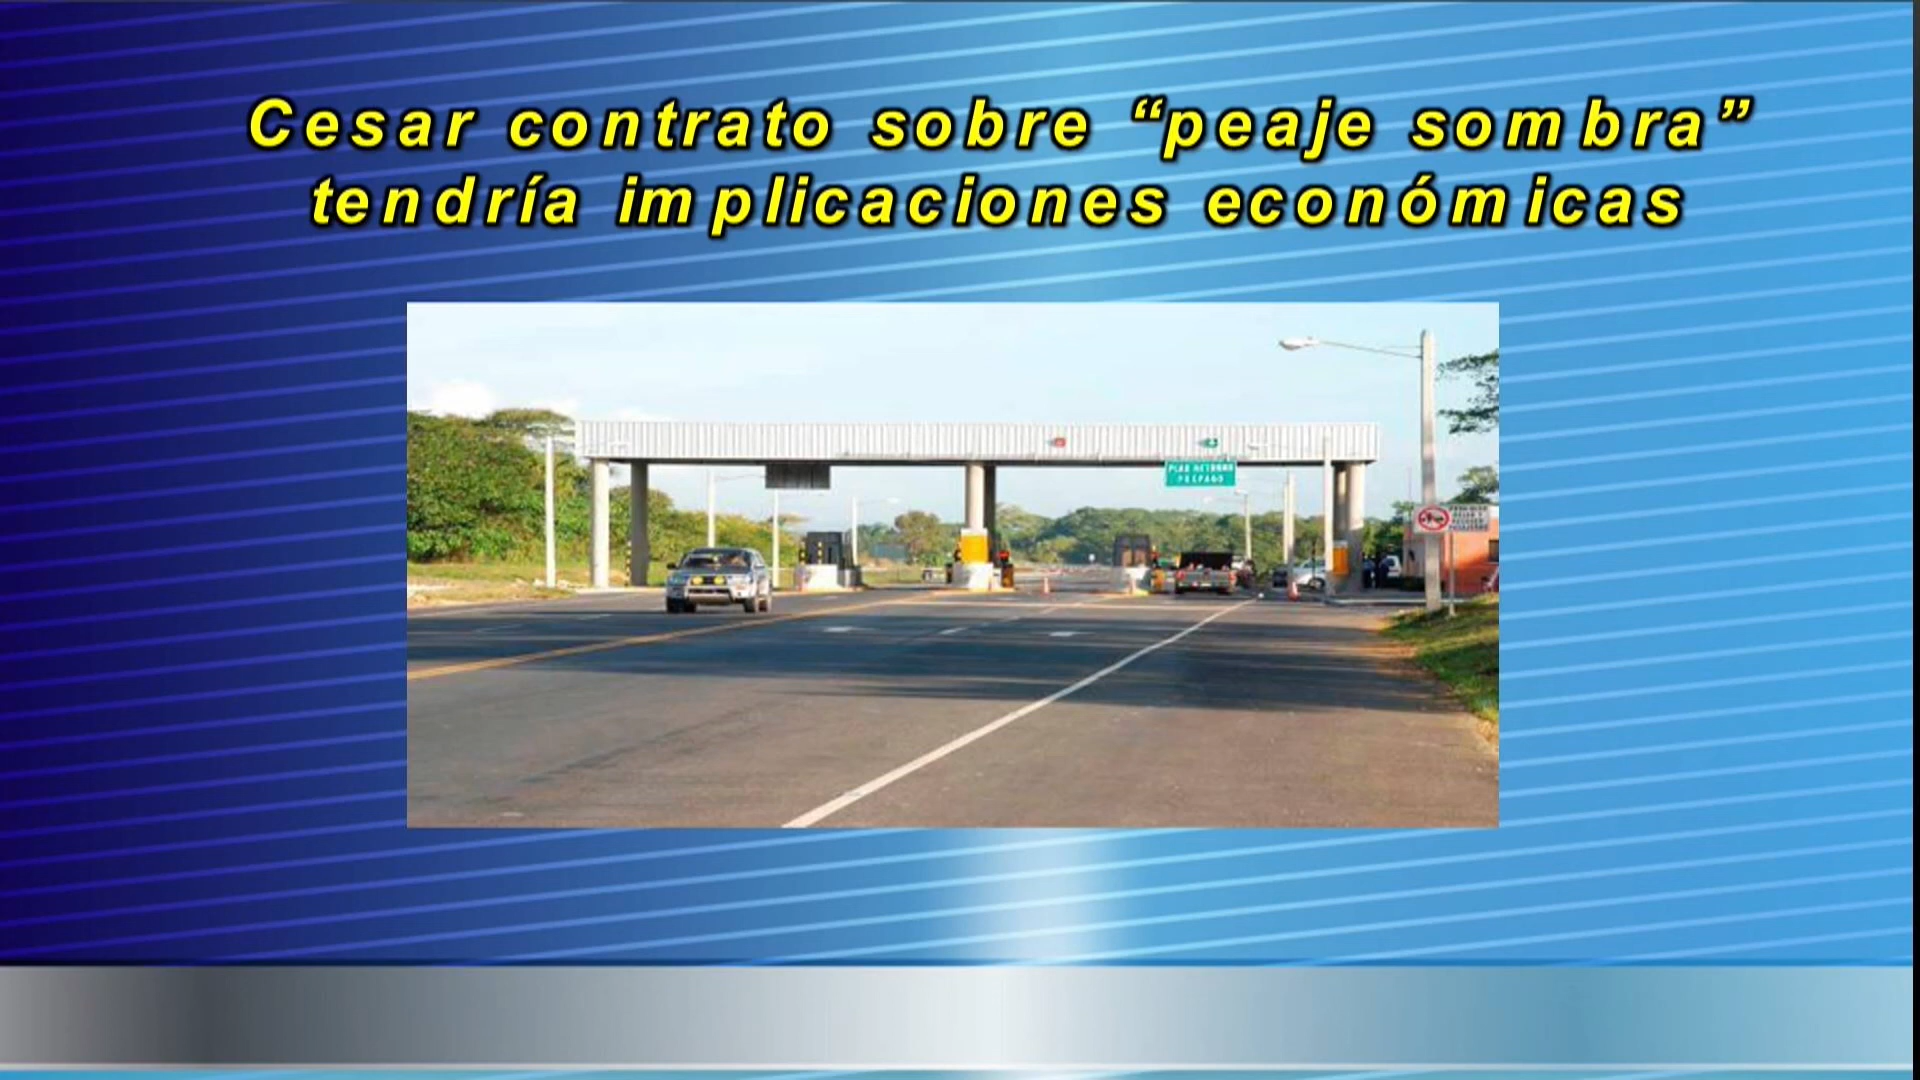 Cesar contrato sobre “peaje sombra”
tendría implicaciones económicas